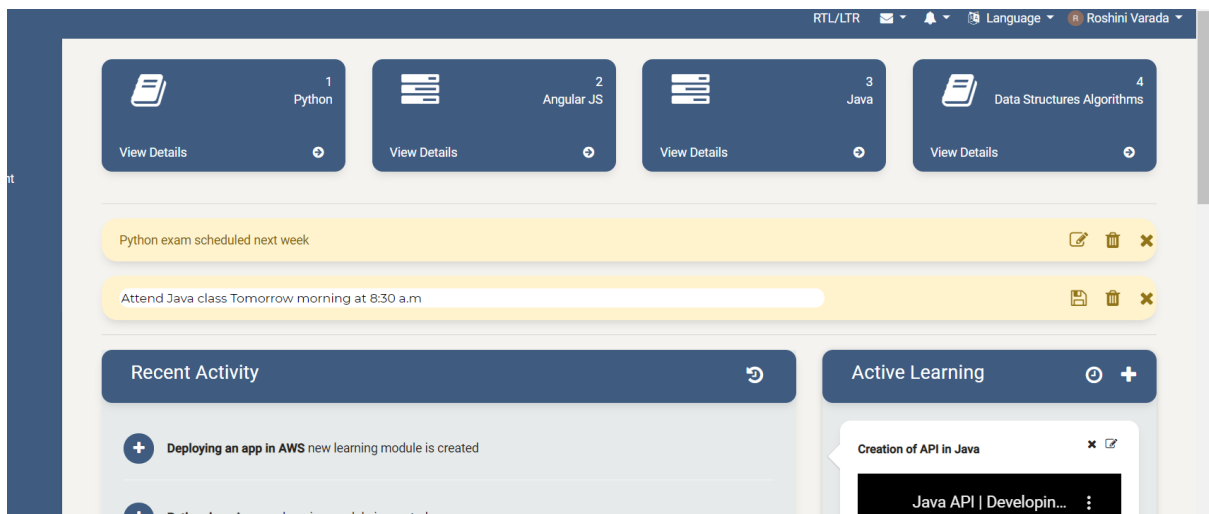 RTL/LTR Language R Roshini Varada
1 2 3 4
Python Angular JS Java Data Structures Algorithms
View Details View Details View Details View Details
nt
Python exam scheduled next week
Attend Java class Tomorrow morning at 8:30 a.m
Recent Activity Active Learning
Deploying an app in AWS new learning module is created
Creation of API in Java
Java API | Developin...